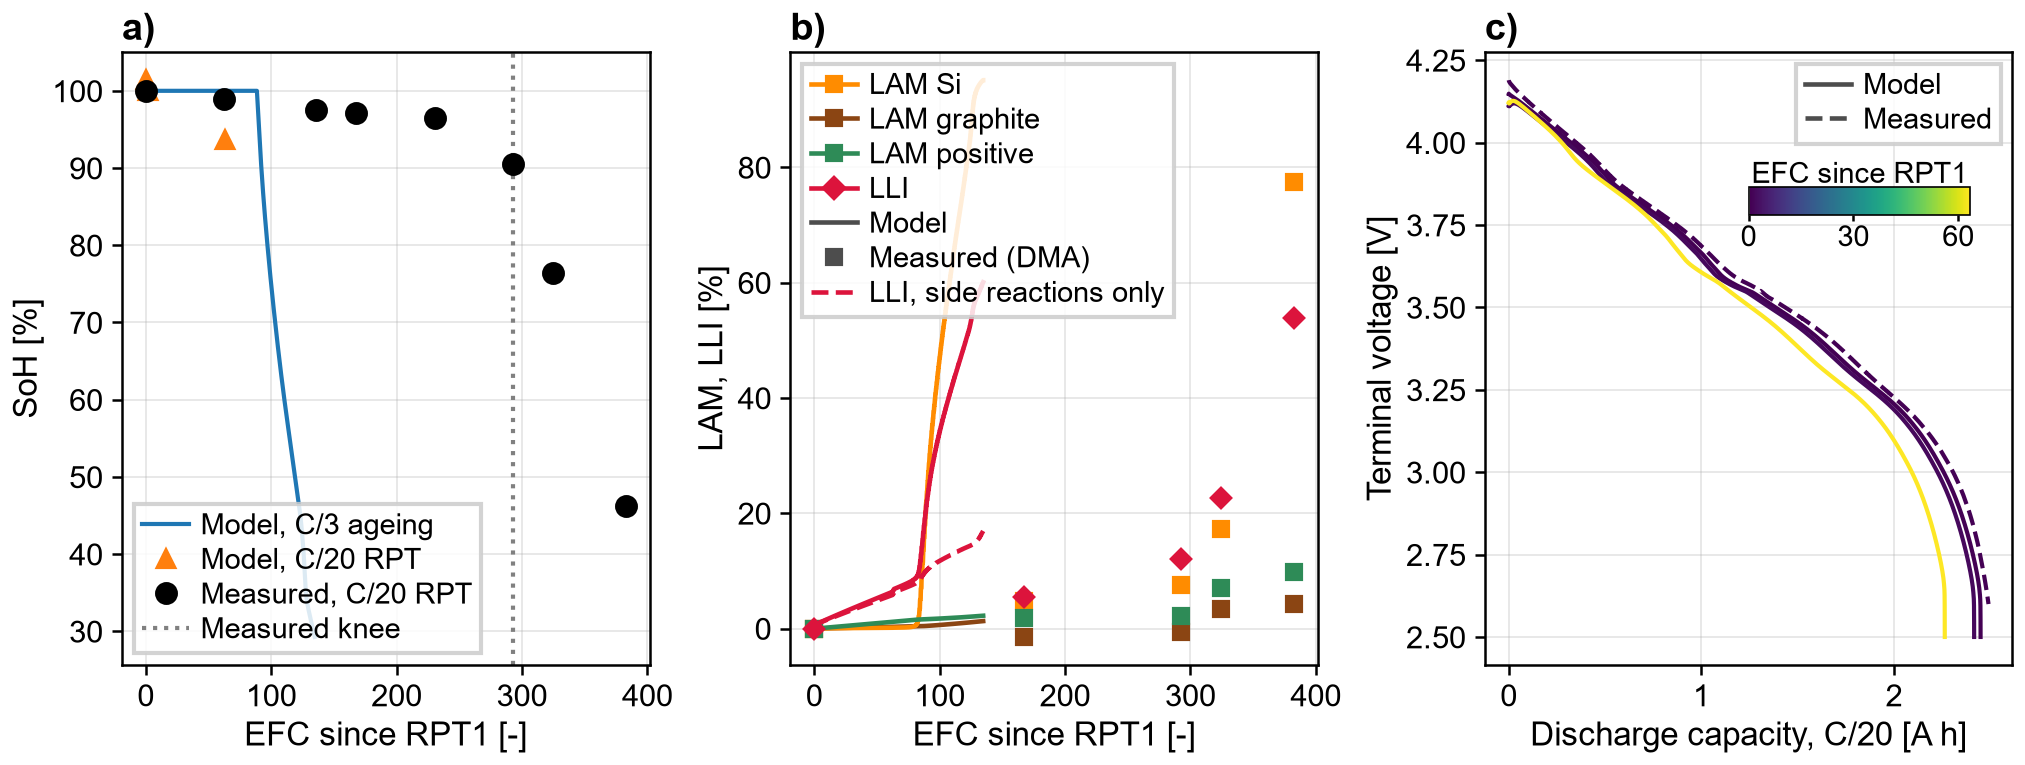 a)
100
90
80
70
60
50
40
30
SoH [%]
Model, C/3 ageing
Model, C/20 RPT
Measured, C/20 RPT
Measured knee
0
100
200
300
400
EFC since RPT1 [-]
b)
80
60
40
20
0
LAM, LLI [%]
LAM Si
LAM graphite
LAM positive
LLI
Model
Measured (DMA)
LLI, side reactions only
0
100
200
300
400
EFC since RPT1 [-]
c)
4.25
4.00
3.75
3.50
3.25
3.00
2.75
2.50
Terminal voltage [V]
Model
Measured
EFC since RPT1
0
30
60
0
1
2
Discharge capacity, C/20 [A h]